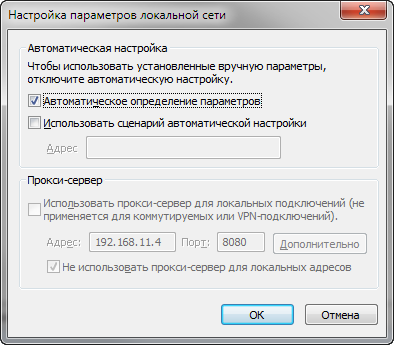 Настройка параметров локальной сети
Автоматическая настройка
Чтобы использовать установленные вручную параметры,
отключите автоматическую настройку.
Автоматическое определение параметров
Использовать сценарий автоматической настройки
Адрес
Прокси-сервер
Использовать прокси-сервер для локальных подключений (не
применяется для коммутируемых или VPN-подключений).
Адрес: 192.168.11.4 Порт: 8080 Дополнительно
Не использовать прокси-сервер для локальных адресов
ОК Отмена